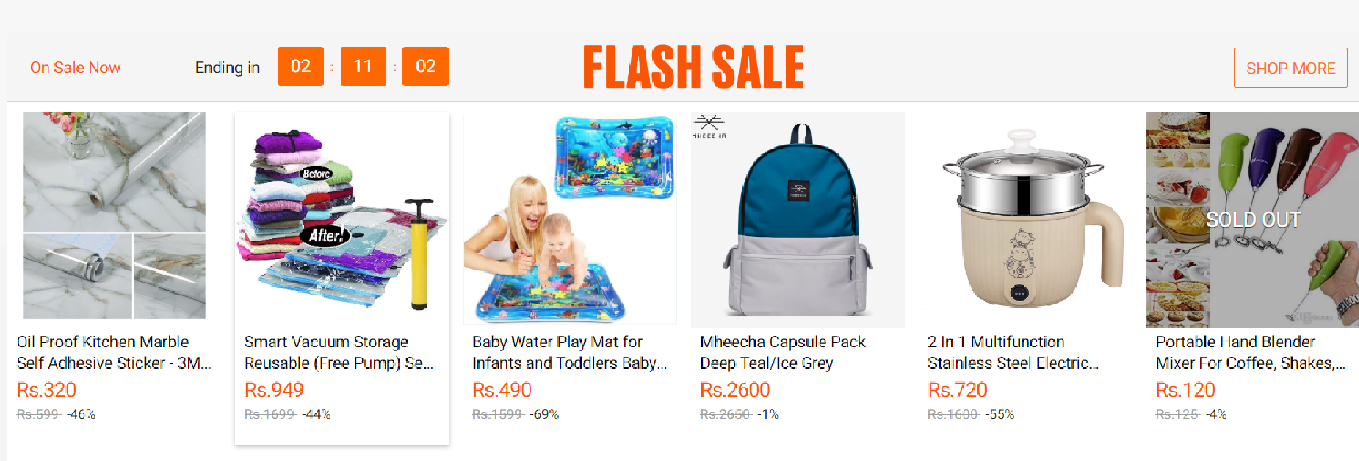 On Sale Now
Ending in 02 : 11 : 02
FLASH SALE
SHOP MORE
Before
After!
SOLD OUT
Oil Proof Kitchen Marble
Self Adhesive Sticker - 3M...
Rs.320
Rs.599 -46%
Smart Vacuum Storage
Reusable (Free Pump) Se...
Rs.949
Rs.1699 -44%
Baby Water Play Mat for
Infants and Toddlers Baby...
Rs.490
Rs.1599 -69%
Mheecha Capsule Pack
Deep Teal/Ice Grey
Rs.2600
Rs.2650 -1%
2 In 1 Multifunction
Stainless Steel Electric...
Rs.720
Rs.1600 -55%
Portable Hand Blender
Mixer For Coffee, Shakes,...
Rs.120
Rs.125 -4%